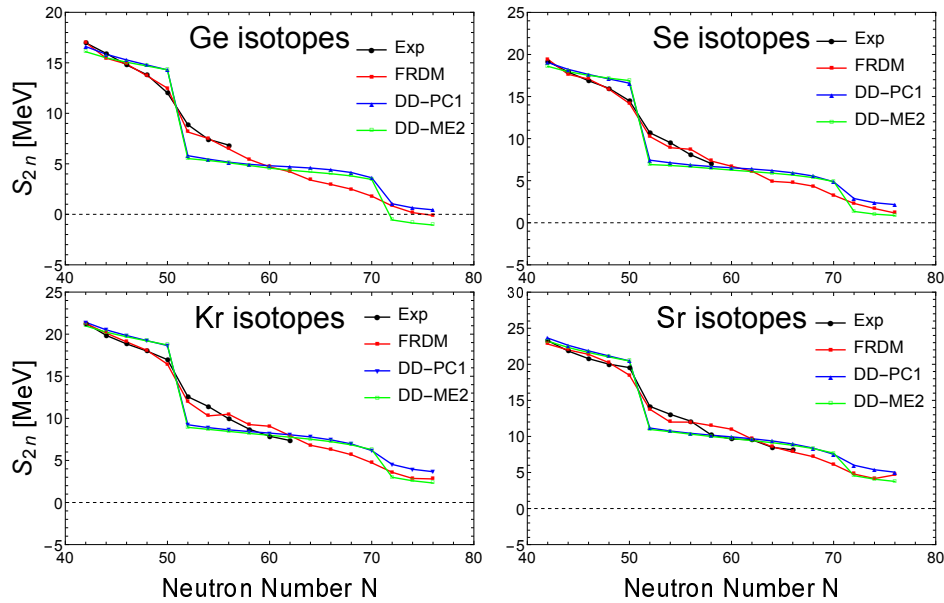 Ge isotopes
Exp
FRDM
DD-PC1
DD-ME2
S2n [MeV]
20
15
10
5
0
-5
40 50 60 70 80
Se isotopes
Exp
FRDM
DD-PC1
DD-ME2
25
20
15
10
5
0
-5
40 50 60 70 80
Kr isotopes
Exp
FRDM
DD-PC1
DD-ME2
S2n [MeV]
25
20
15
10
5
0
-5
40 50 60 70 80
Neutron Number N
Sr isotopes
Exp
FRDM
DD-PC1
DD-ME2
30
25
20
15
10
5
0
-5
40 50 60 70 80
Neutron Number N